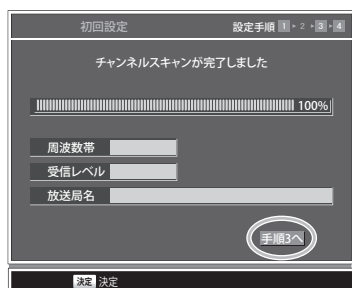 初回設定 設定手順 1 ▸ 2 ▸ 3 ▸ 4
チャンネルスキャンが完了しました
100%
周波数帯
受信レベル
放送局名
手順3へ
決定 決定